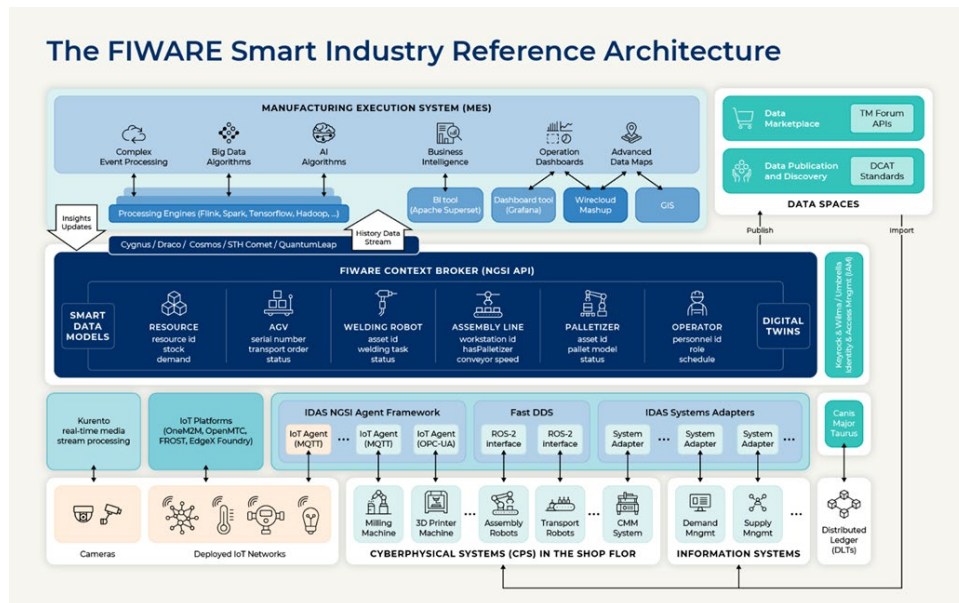 The FIWARE Smart Industry Reference Architecture
MANUFACTURING EXECUTION SYSTEM (MES)
Complex
Event Processing
Big Data
Algorithms
AI
Algorithms
Business
Intelligence
Operation
Dashboards
Advanced
Data Maps
Processing Engines (Flink, Spark, Tensorflow, Hadoop, ...)
BI tool
(Apache Superset)
Dashboard tool
(Grafana)
Wirecloud
Mashup
GIS
Data
Marketplace
TM Forum
APIs
Data Publication
and Discovery
DCAT
Standards
DATA SPACES
Insights
Updates
History Data
Stream
Publish
Import
Cygnus / Draco / Cosmos / STH Comet / QuantumLeap
FIWARE CONTEXT BROKER (NGSI API)
SMART
DATA
MODELS
RESOURCE
resource id
stock
demand
AGV
serial number
transport order
status
WELDING ROBOT
asset id
welding task
status
ASSEMBLY LINE
workstation id
hasPalletizer
conveyor speed
PALLETIZER
asset id
pallet model
status
OPERATOR
personnel id
role
schedule
DIGITAL
TWINS
Keyrock & Wilma / Umbrella
Identity & Access Mngmt (IAM)
Kurento
real-time media
stream processing
IoT Platforms
(OneM2M, OpenMTC,
FROST, EdgeX Foundry)
IDAS NGSI Agent Framework
IoT Agent
(MQTT)
...
IoT Agent
(MQTT)
IoT Agent
(OPC-UA)
Fast DDS
ROS-2
interface
ROS-2
interface
IDAS Systems Adapters
System
Adapter
...
System
Adapter
System
Adapter
...
Canis
Major
Taurus
Cameras
Deployed IoT Networks
Milling
Machine
3D Printer
Machine
...
Assembly
Robots
Transport
Robots
...
CMM
System
CYBERPHYSICAL SYSTEMS (CPS) IN THE SHOP FLOR
Demand
Mngmt
Supply
Mngmt
...
INFORMATION SYSTEMS
Distributed
Ledger
(DLTs)